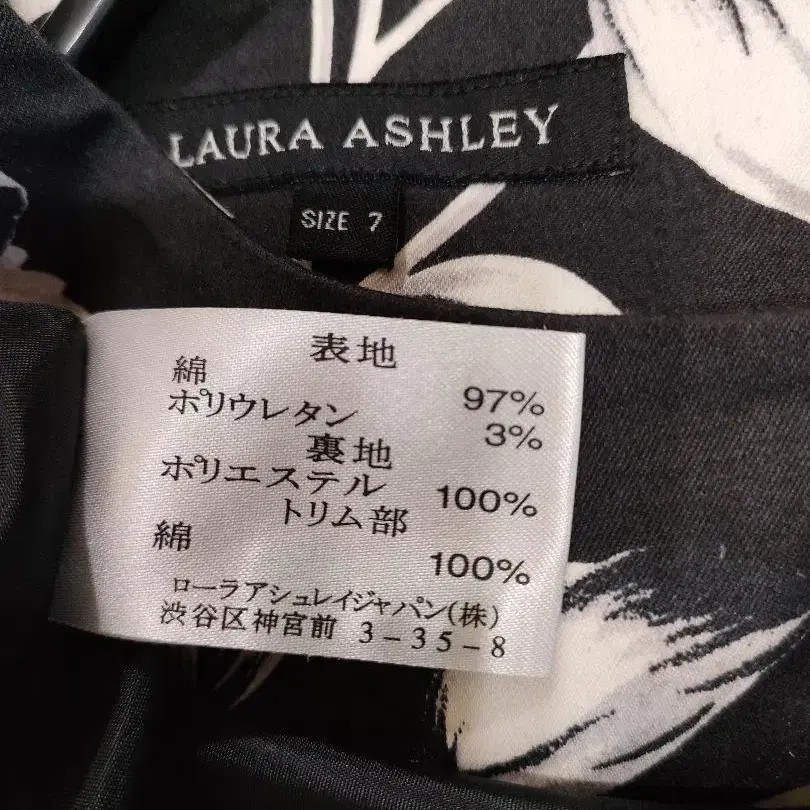 LAURA ASHLEY
SIZE 7
表地
綿 97%
ポリウレタン 3%
裏地
ポリエステル 100%
トリム部
綿 100%
ローラアシュレイジャパン(株)
渋谷区神宮前 3-35-8